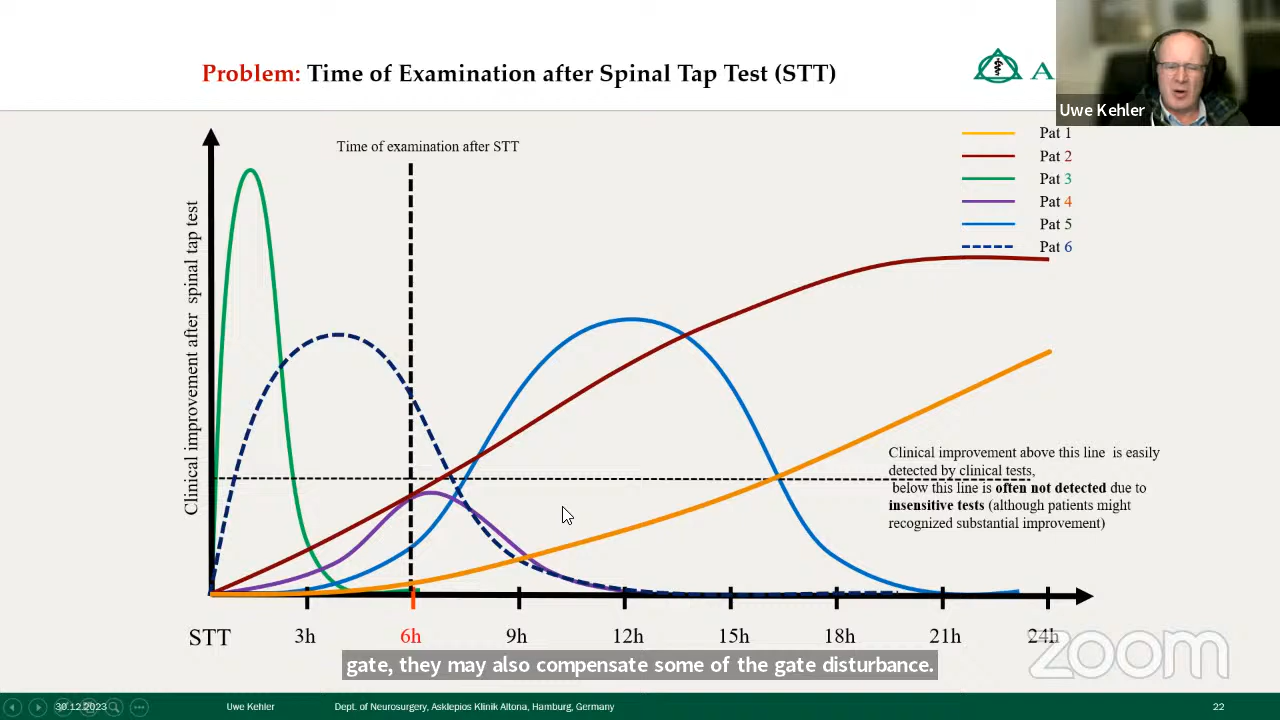 Problem: Time of Examination after Spinal Tap Test (STT)
A
Uwe Kehler
Time of examination after STT
Pat 1
Pat 2
Pat 3
Pat 4
Pat 5
Pat 6
Clinical improvement after spinal tap test
Clinical improvement above this line is easily
detected by clinical tests,
below this line is often not detected due to
insensitive tests (although patients might
recognized substantial improvement)
STT 3h 6h 9h 12h 15h 18h 21h 24h
gate, they may also compensate some of the gate disturbance.
zoom
30.12.2023 Uwe Kehler Dept. of Neurosurgery, Asklepios Klinik Altona, Hamburg, Germany 22